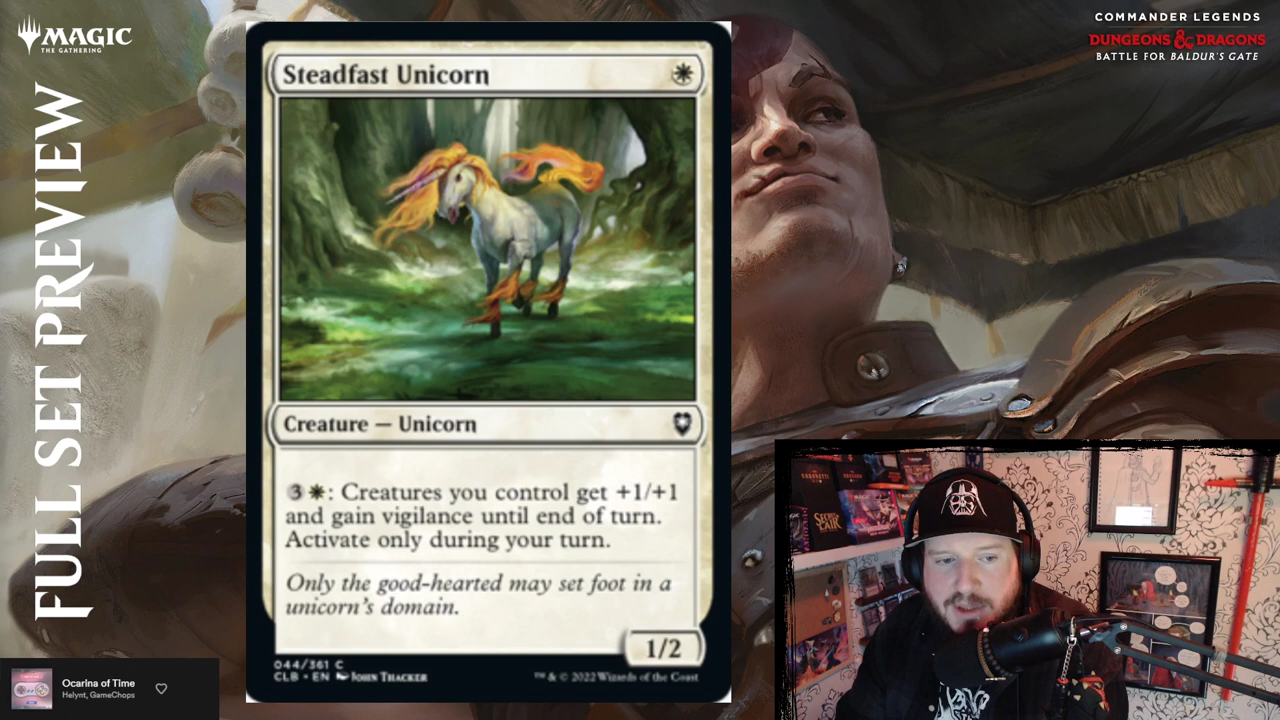 MAGIC
THE GATHERING
FULL SET PREVIEW
Steadfast Unicorn
Creature — Unicorn
3 : Creatures you control get +1/+1
and gain vigilance until end of turn.
Activate only during your turn.
Only the good-hearted may set foot in a
unicorn's domain.
1/2
044/361 C
CLB • EN JOHN THACKER
™ & © 2022 Wizards of the Coast
COMMANDER LEGENDS
DUNGEONS & DRAGONS
BATTLE FOR BALDUR'S GATE
Ocarina of Time
Helynt, GameChops
SECRET
LAIR